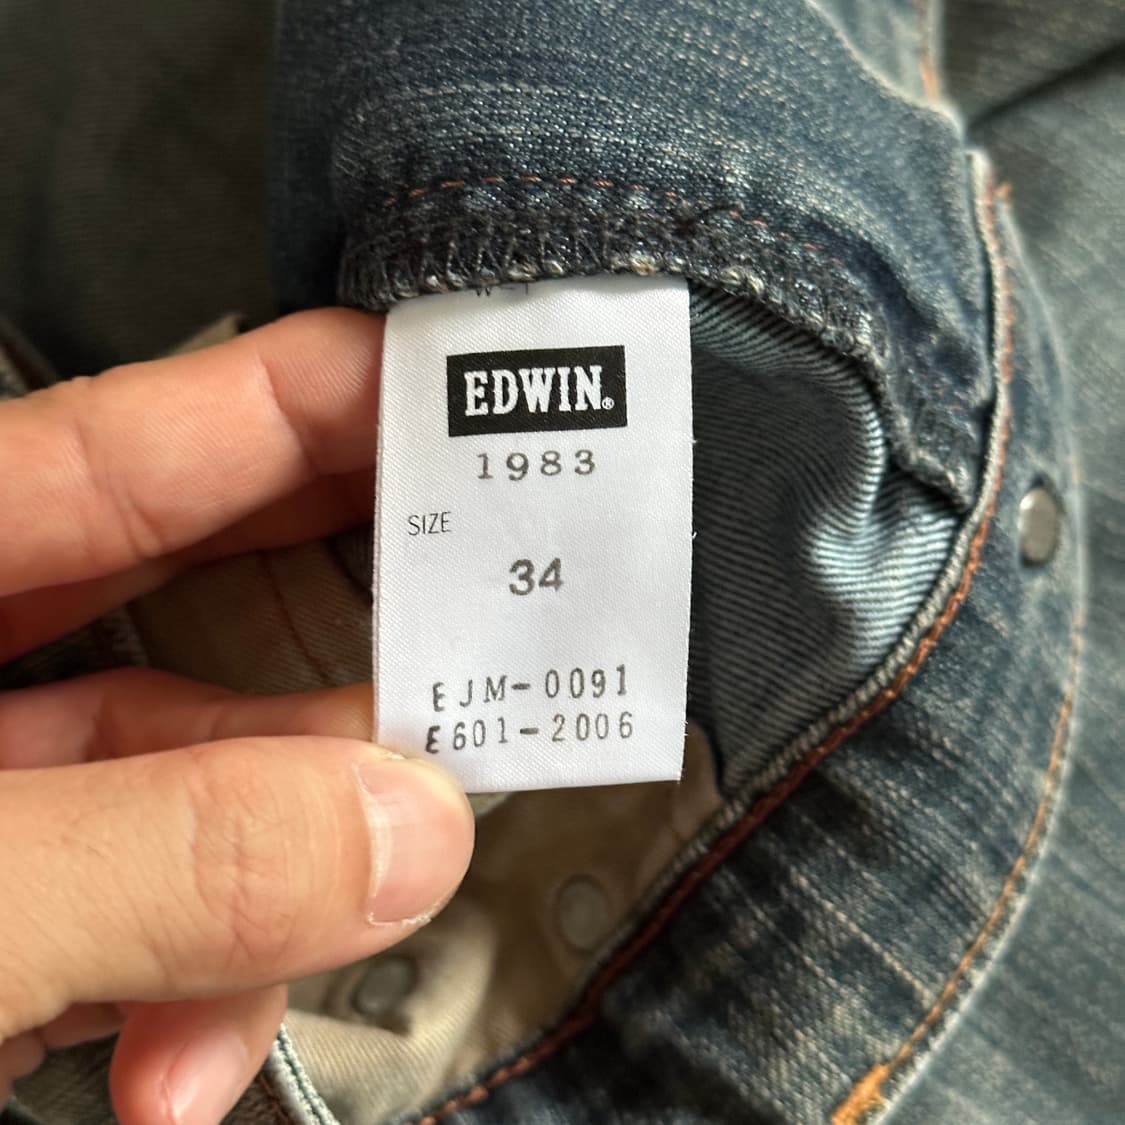 EDWIN®
1983
SIZE
34
EJM-0091
E601-2006